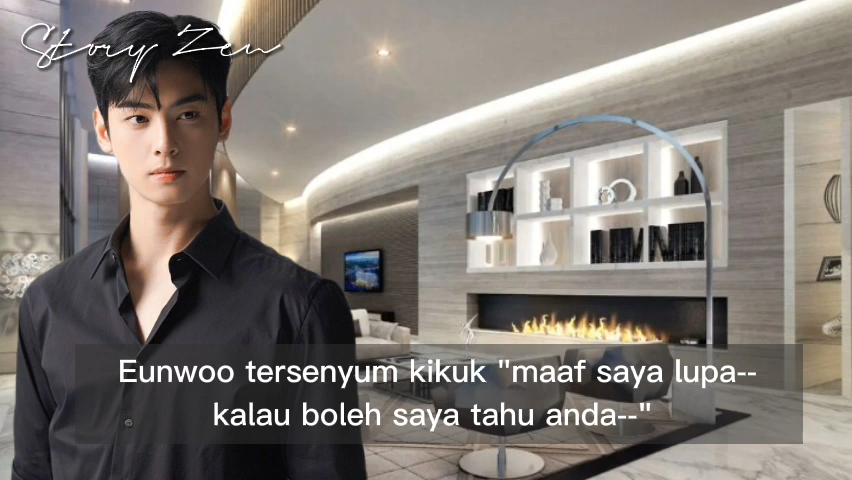 Story Zen
Eunwoo tersenyum kikuk "maaf saya lupa--
kalau boleh saya tahu anda--"